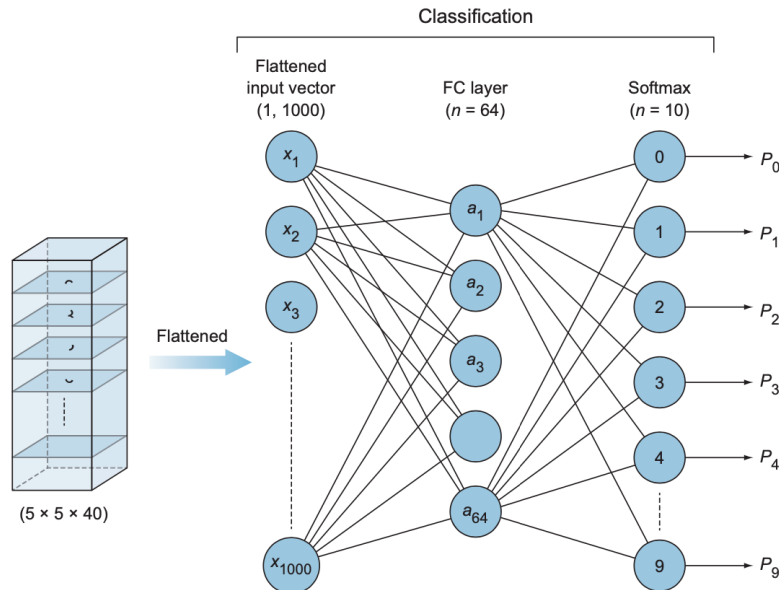 Classification
Flattened
input vector
(1, 1000)
FC layer
(n = 64)
Softmax
(n = 10)
x₁
x₂
x₃
x₁₀₀₀
a₁
a₂
a₃
a₆₄
0
1
2
3
4
9
P₀
P₁
P₂
P₃
P₄
P₉
Flattened
(5 × 5 × 40)